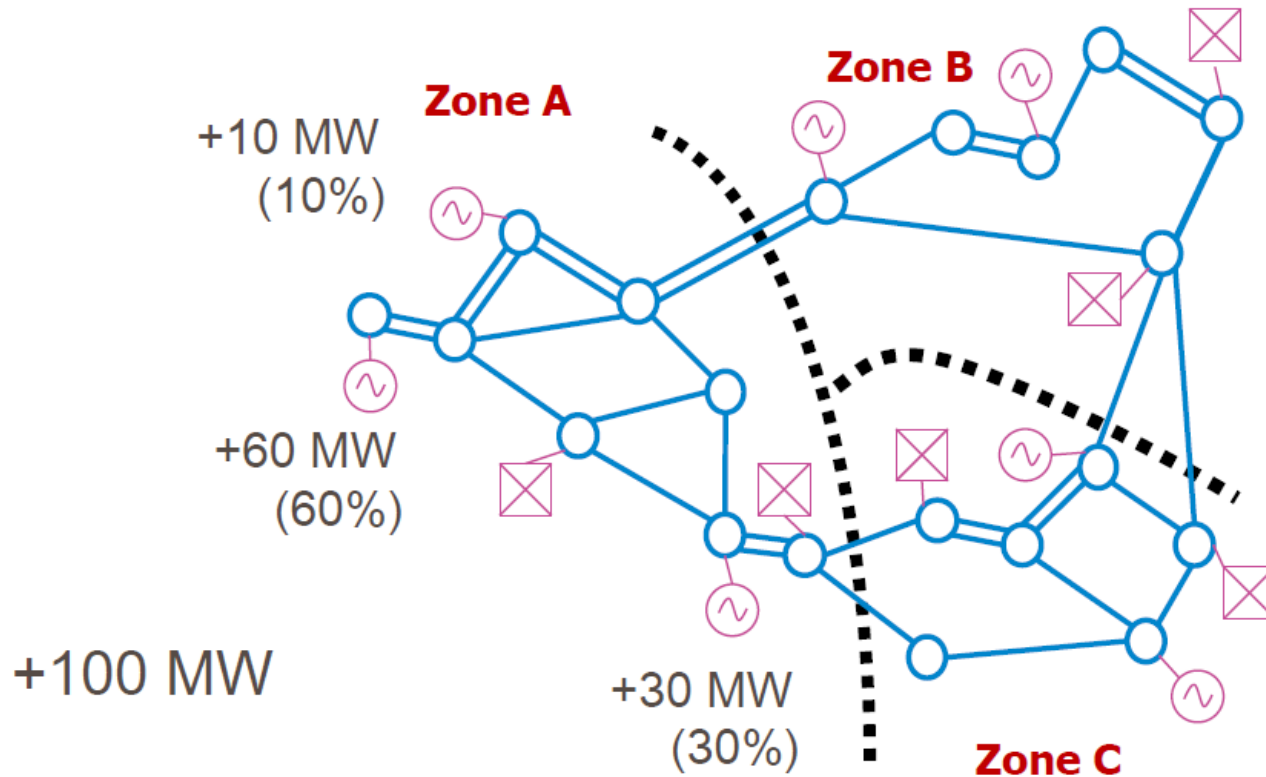 Zone A
Zone B
+10 MW
(10%)
+60 MW
(60%)
+100 MW
+30 MW
(30%)
Zone C